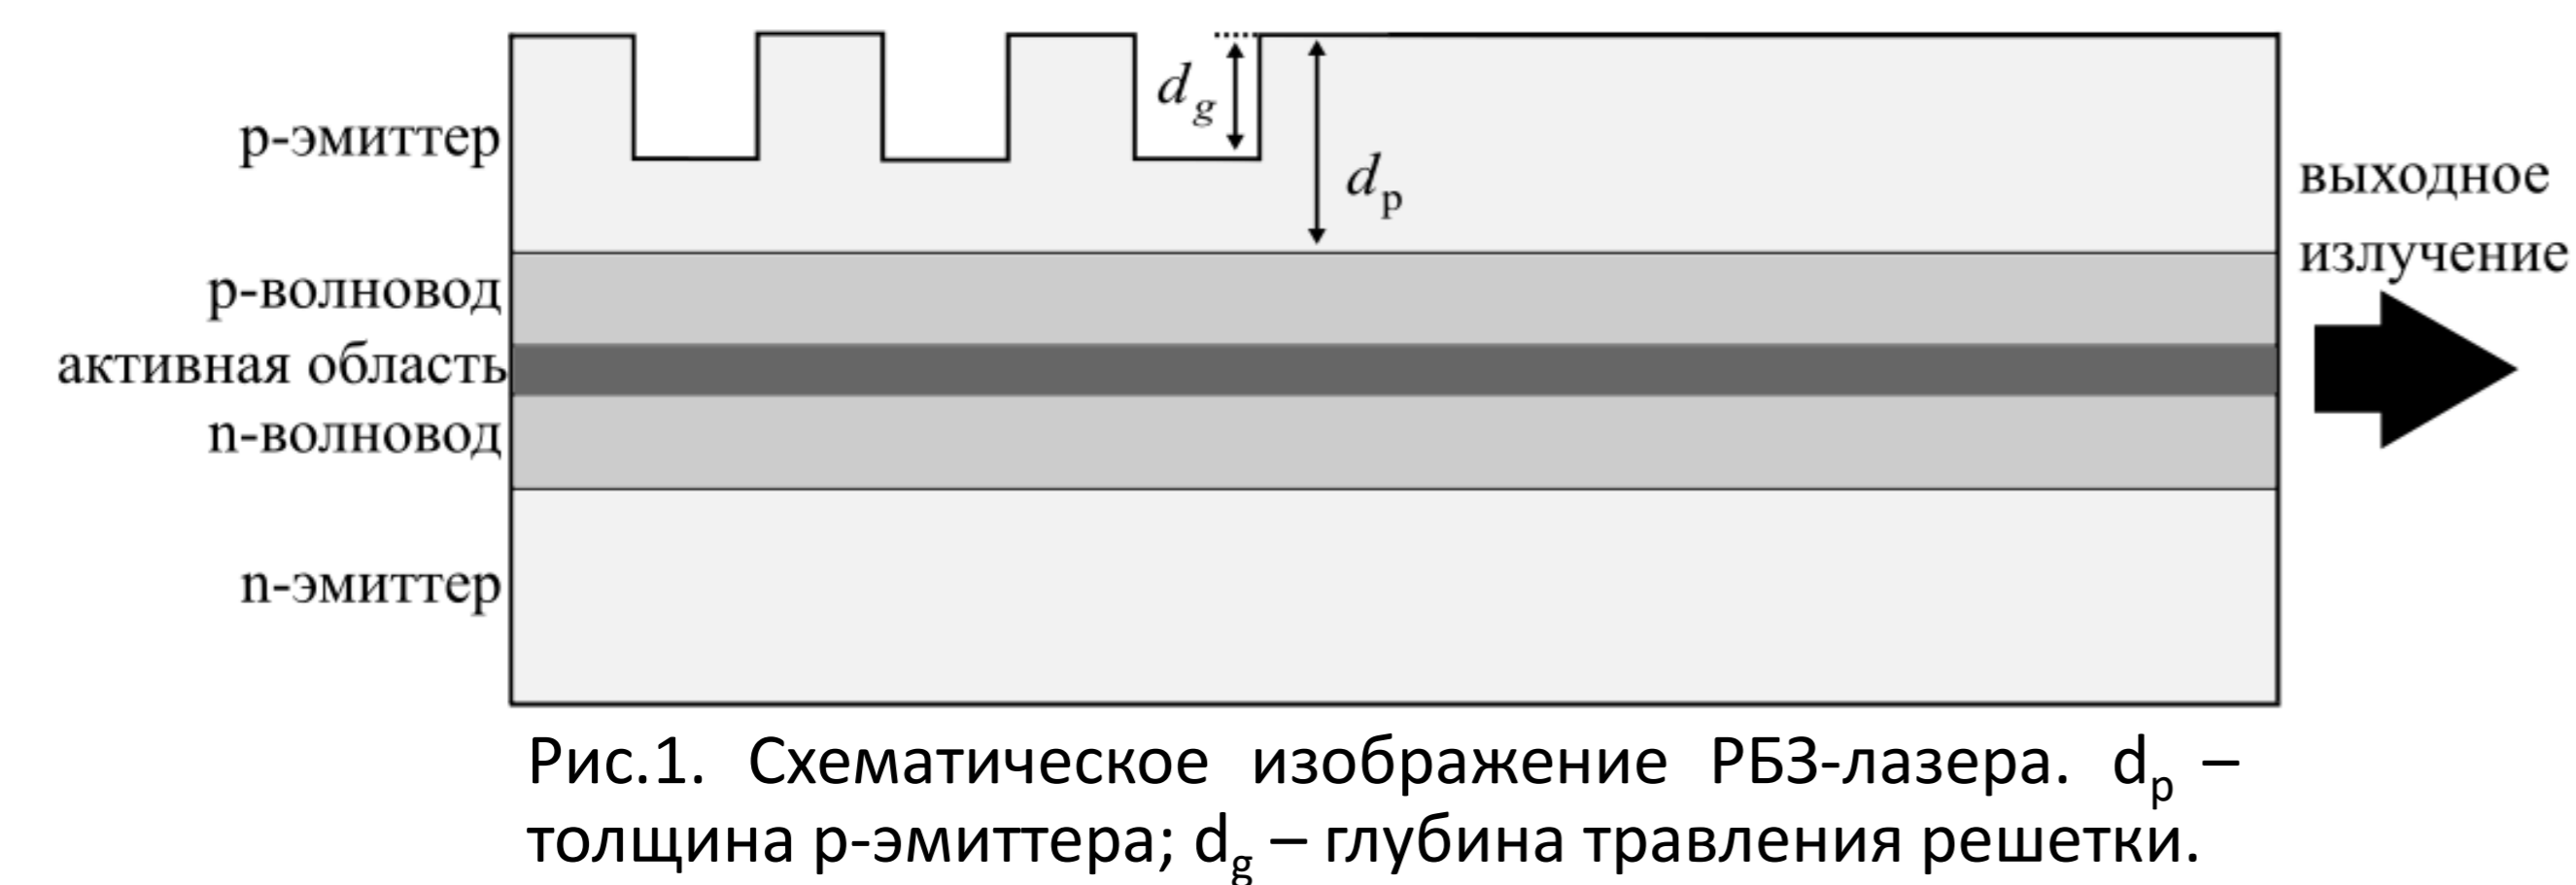 d_g
р-эмиттер
d_p
выходное
излучение
р-волновод
активная область
n-волновод
n-эмиттер
Рис.1. Схематическое изображение РБЗ-лазера. d_p –
толщина р-эмиттера; d_g – глубина травления решетки.